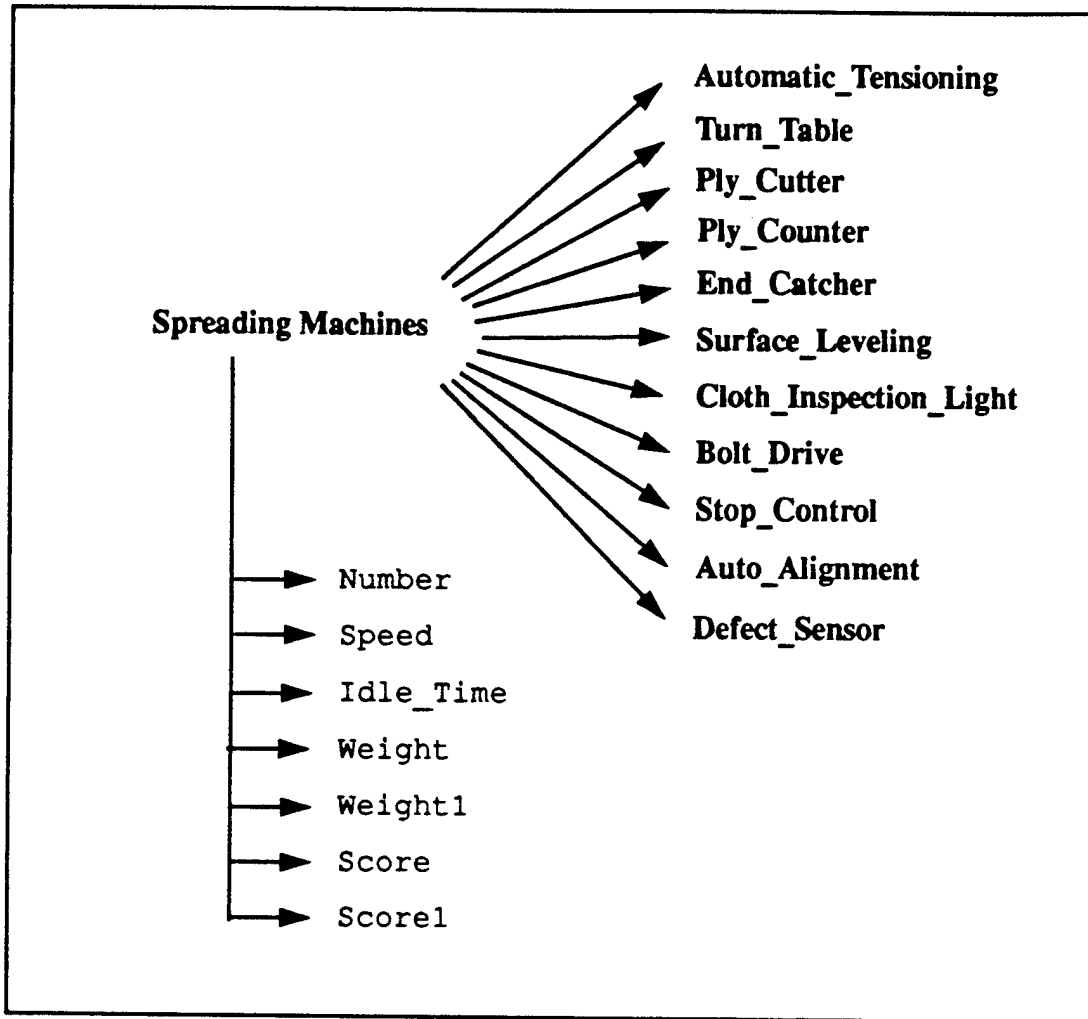 Automatic_Tensioning
Turn_Table
Ply_Cutter
Ply_Counter
End_Catcher
Spreading Machines
Surface_Leveling
Cloth_Inspection_Light
Bolt_Drive
Stop_Control
Auto_Alignment
Defect_Sensor
Number
Speed
Idle_Time
Weight
Weight1
Score
Score1